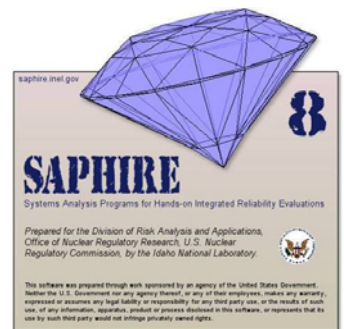 saphire.inel.gov
8
SAPHIRE
Systems Analysis Programs for Hands-on Integrated Reliability Evaluations
Prepared for the Division of Risk Analysis and Applications,
Office of Nuclear Regulatory Research, U.S. Nuclear
Regulatory Commission, by the Idaho National Laboratory.
This software was prepared through work sponsored by an agency of the United States Government.
Neither the U.S. Government nor any agency thereof, or any of their employees, makes any warranty,
expressed or assumes any legal liability or responsibility for any third party use, or the results of such
use, of any information, apparatus, product or process disclosed in this software, or represents that its
use by such third party would not infringe privately owned rights.